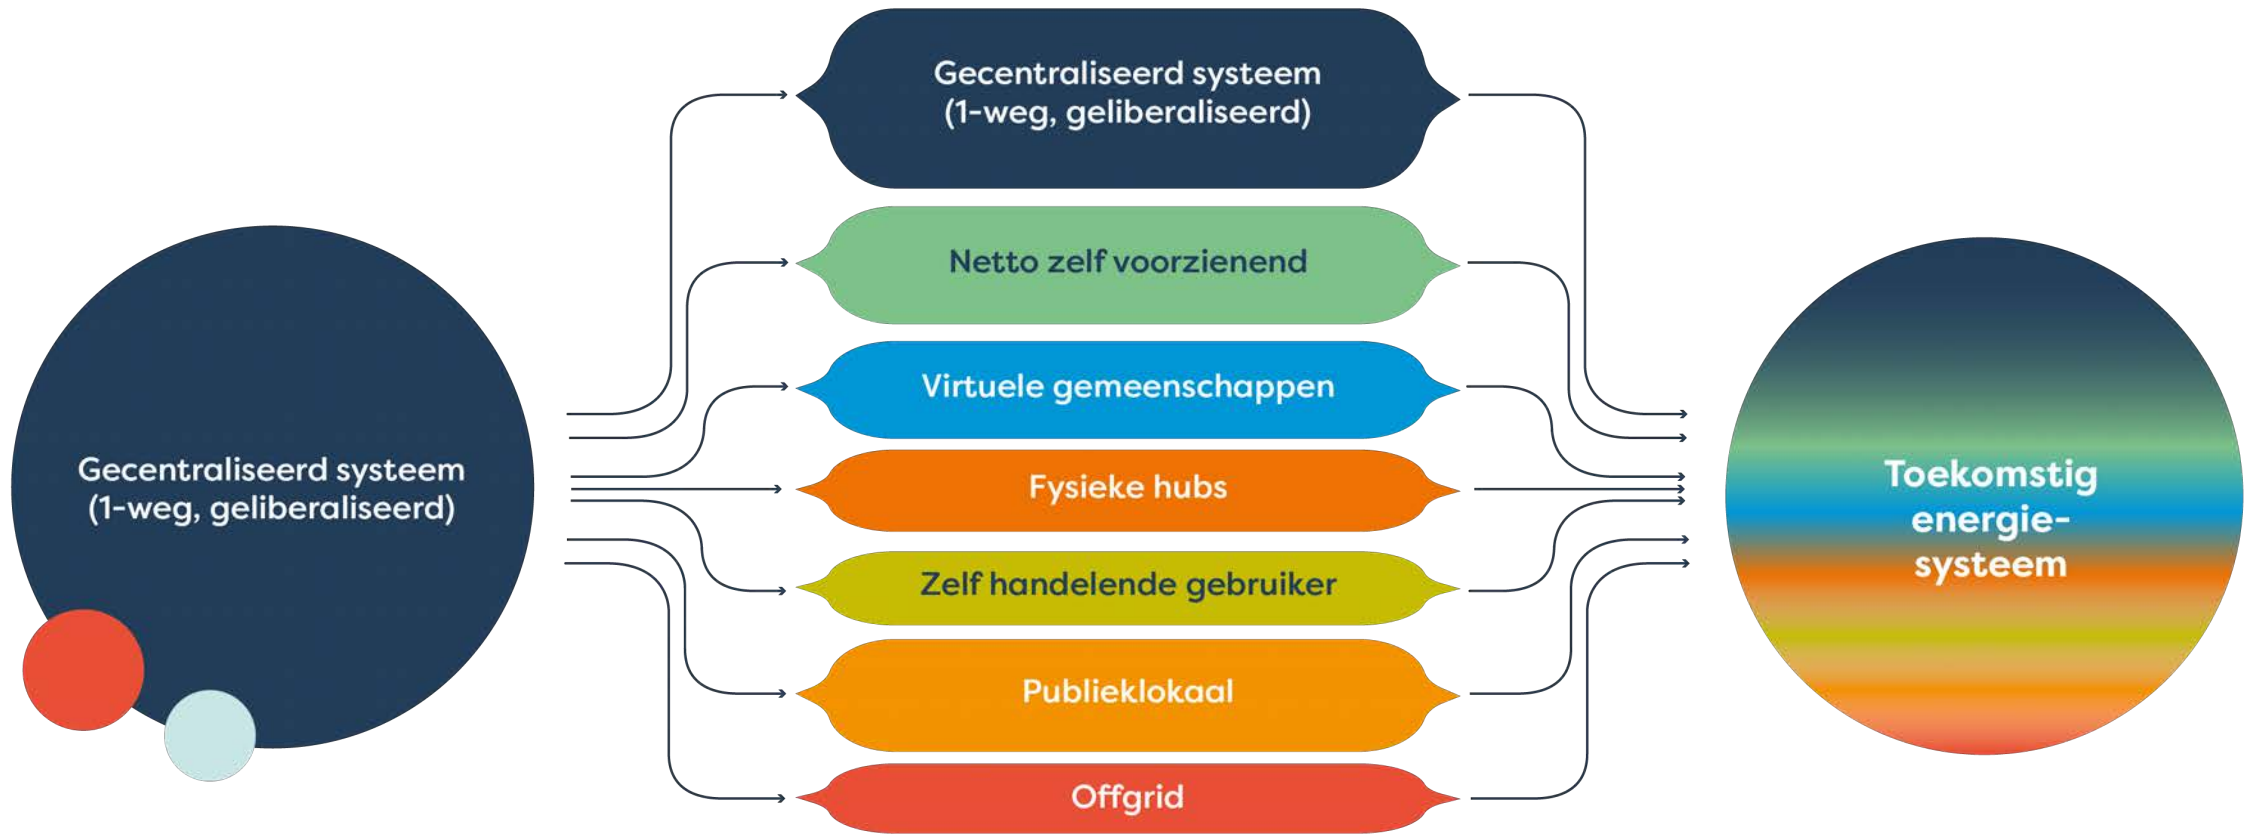 Gecentraliseerd systeem
(1-weg, geliberaliseerd)
Gecentraliseerd systeem
(1-weg, geliberaliseerd)
Netto zelf voorzienend
Virtuele gemeenschappen
Fysieke hubs
Zelf handelende gebruiker
Publieklokaal
Offgrid
Toekomstig
energie-
systeem